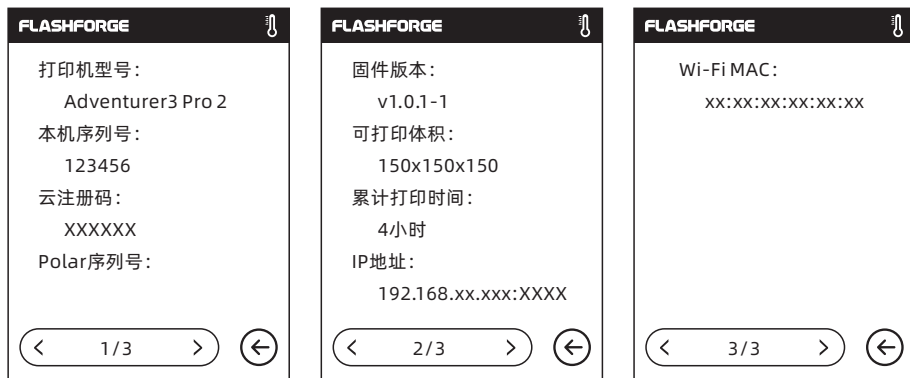 FLASHFORGE
打印机型号：
Adventurer3 Pro 2
本机序列号：
123456
云注册码：
XXXXXX
Polar序列号：
1/3
FLASHFORGE
固件版本：
v1.0.1-1
可打印体积：
150x150x150
累计打印时间：
4小时
IP地址：
192.168.xx.xxx:XXXX
2/3
FLASHFORGE
Wi-Fi MAC：
xx:xx:xx:xx:xx:xx
3/3